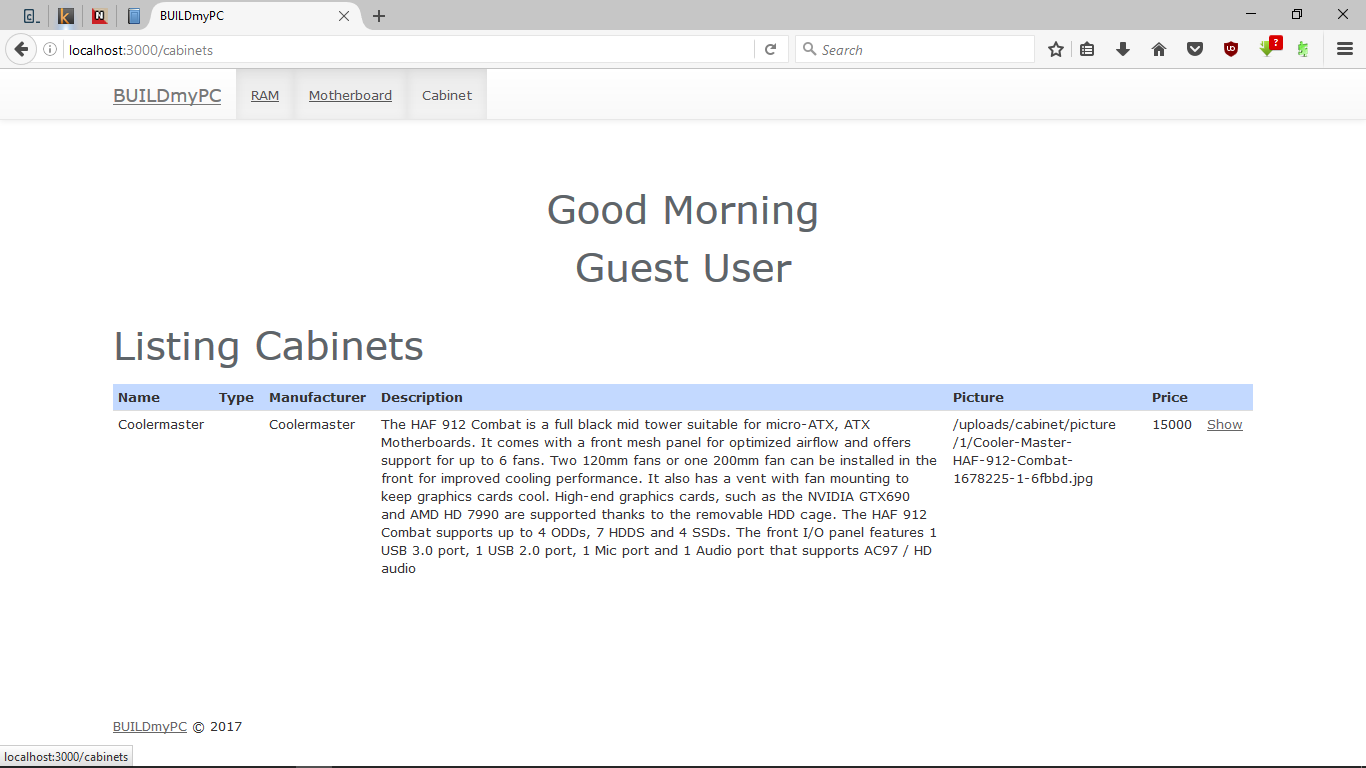 BUILDmyPC
localhost:3000/cabinets
Search
?
BUILDmyPC RAM Motherboard Cabinet
Good Morning
Guest User
Listing Cabinets
Name Type Manufacturer Description Picture Price
Coolermaster Coolermaster The HAF 912 Combat is a full black mid tower suitable for micro-ATX, ATX /uploads/cabinet/picture 15000 Show
Motherboards. It comes with a front mesh panel for optimized airflow and offers /1/Cooler-Master-
support for up to 6 fans. Two 120mm fans or one 200mm fan can be installed in the HAF-912-Combat-
front for improved cooling performance. It also has a vent with fan mounting to 1678225-1-6fbbd.jpg
keep graphics cards cool. High-end graphics cards, such as the NVIDIA GTX690
and AMD HD 7990 are supported thanks to the removable HDD cage. The HAF 912
Combat supports up to 4 ODDs, 7 HDDS and 4 SSDs. The front I/O panel features 1
USB 3.0 port, 1 USB 2.0 port, 1 Mic port and 1 Audio port that supports AC97 / HD
audio
BUILDmyPC © 2017
localhost:3000/cabinets